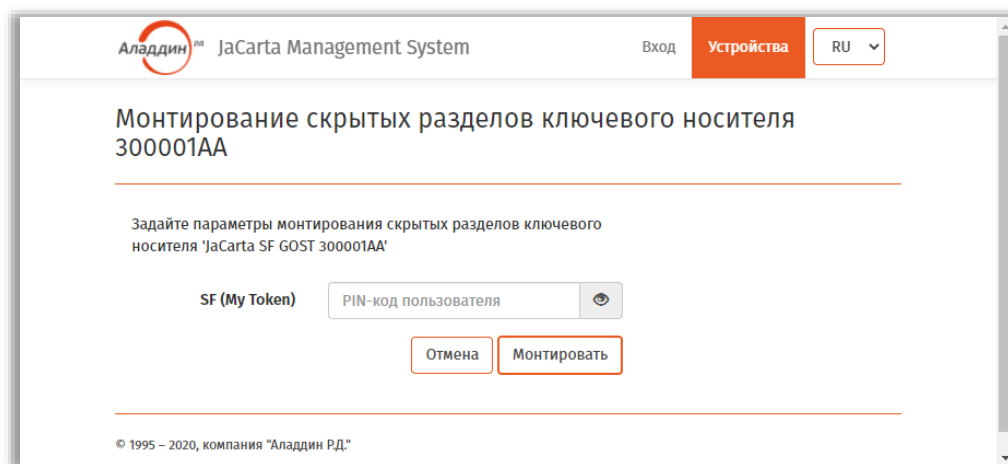 Аладдин РД JaCarta Management System Вход Устройства RU
Монтирование скрытых разделов ключевого носителя
300001AA
Задайте параметры монтирования скрытых разделов ключевого
носителя 'JaCarta SF GOST 300001AA'
SF (My Token) PIN-код пользователя
Отмена Монтировать
© 1995 – 2020, компания "Аладдин Р.Д."